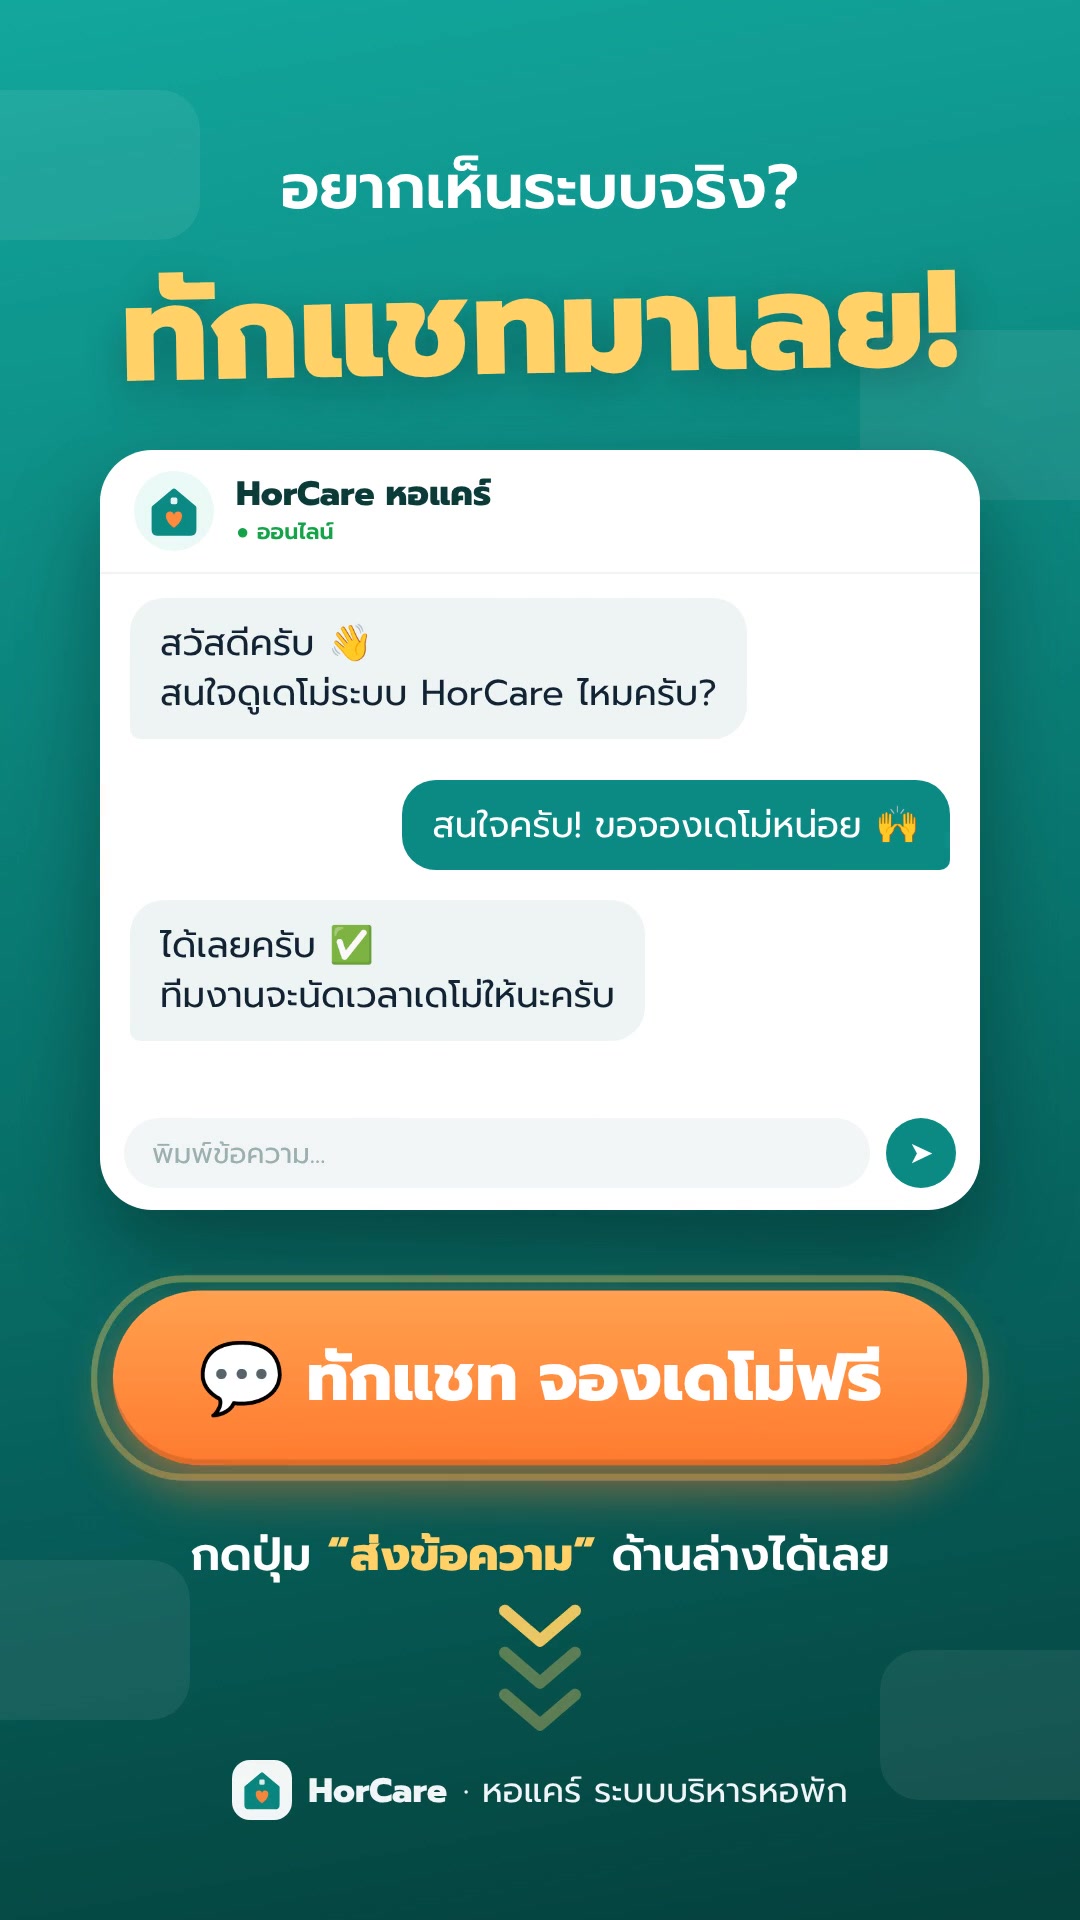 อยากเห็นระบบจริง?
ทักแชทมาเลย!
HorCare หอแคร์
● ออนไลน์
สวัสดีครับ 👋
สนใจดูเดโม่ระบบ HorCare ไหมครับ?
สนใจครับ! ขอจองเดโม่หน่อย 🙌
ได้เลยครับ ✅
ทีมงานจะนัดเวลาเดโม่ให้นะครับ
พิมพ์ข้อความ...
💬 ทักแชท จองเดโม่ฟรี
กดปุ่ม “ส่งข้อความ” ด้านล่างได้เลย
HorCare · หอแคร์ ระบบบริหารหอพัก